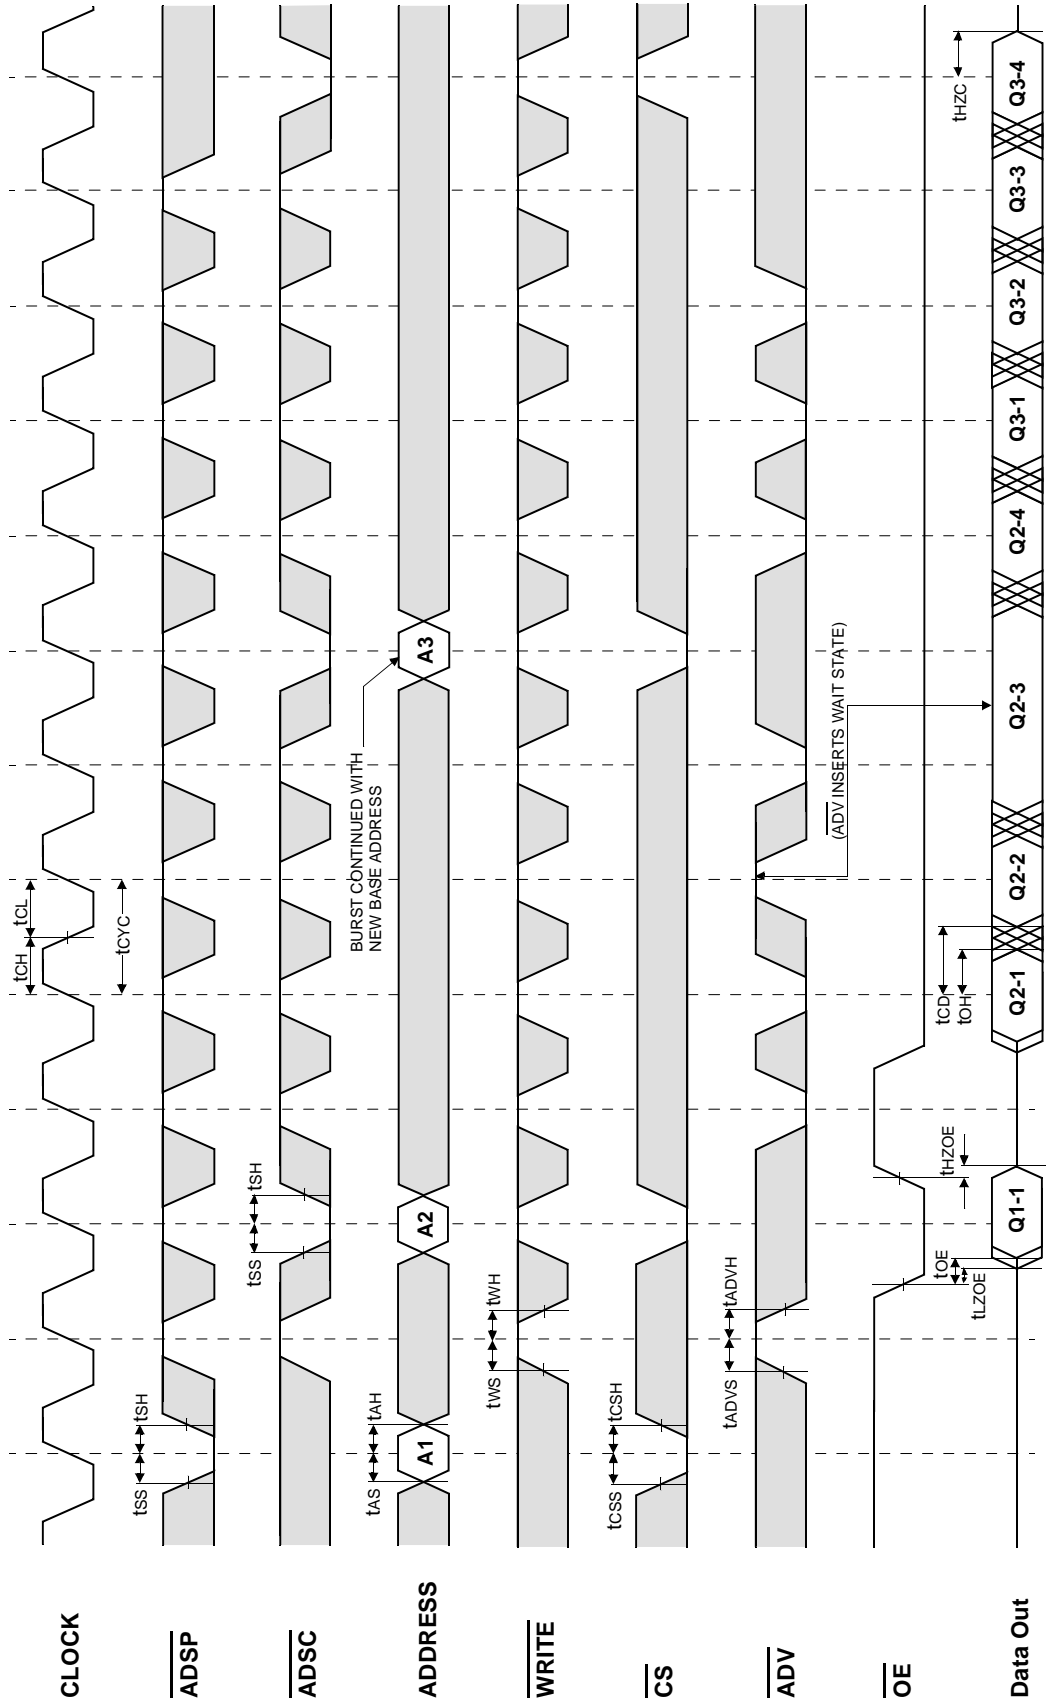 CLOCK
tCH
tCL
tCYC
ADSP
tSS
tSH
ADSC
tSS
tSH
BURST CONTINUED WITH
NEW BASE ADDRESS
ADDRESS
tAS
tAH
A1
A2
A3
WRITE
tWS
tWH
CS
tCSS
tCSH
ADV
tADVS
tADVH
(ADV INSERTS WAIT STATE)
OE
tOE
tLZOE
tHZOE
tCD
tOH
tHZC
Data Out
Q1-1
Q2-1
Q2-2
Q2-3
Q2-4
Q3-1
Q3-2
Q3-3
Q3-4